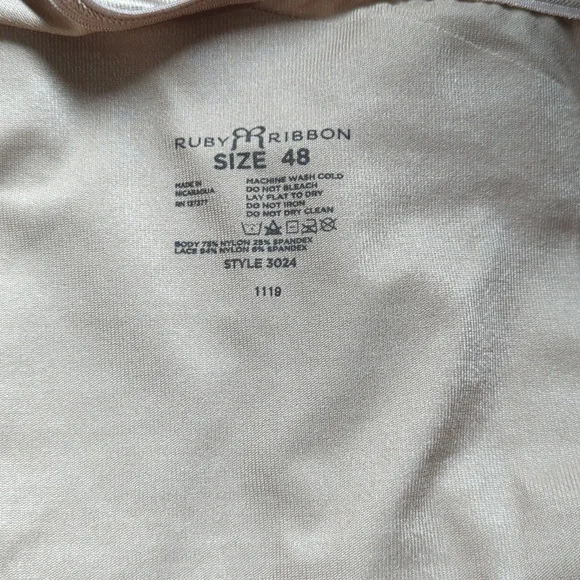 RUBY RIBBON
SIZE 48
MADE IN
NICARAGUA
RN 137377
MACHINE WASH COLD
DO NOT BLEACH
LAY FLAT TO DRY
DO NOT IRON
DO NOT DRY CLEAN
BODY 75% NYLON 25% SPANDEX
LACE 94% NYLON 6% SPANDEX
STYLE 3024
1119